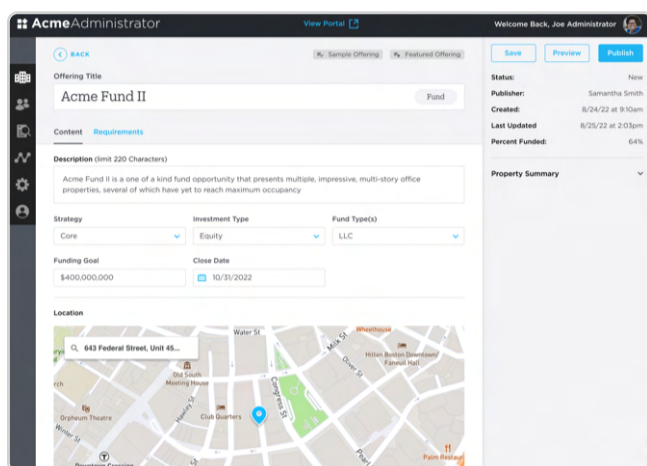 AcmeAdministrator
View Portal
Welcome Back, Joe Administrator
BACK
Sample Offering
Featured Offering
Save
Preview
Publish
Offering Title
Acme Fund II
Fund
Status: New
Publisher: Samantha Smith
Created: 8/24/22 at 9:10am
Last Updated 8/25/22 at 2:03pm
Percent Funded: 64%
Property Summary
Content
Requirements
Description (limit 220 Characters)
Acme Fund II is a one of a kind fund opportunity that presents multiple, impressive, multi-story office
properties, several of which have yet to reach maximum occupancy
Strategy
Investment Type
Fund Type(s)
Core
Equity
LLC
Funding Goal
Close Date
$400,000,000
10/31/2022
Location
643 Federal Street, Unit 45...
Water St
Milk St
Wheelhouse
Oliver St
Hilton Boston Downtown/
Faneuil Hall
Old South
Meeting House
Congress St
Hawley St
Orpheum Theatre
Club Quarters
Winter St
Pearl
Palm Restaur
Downtown Crossing